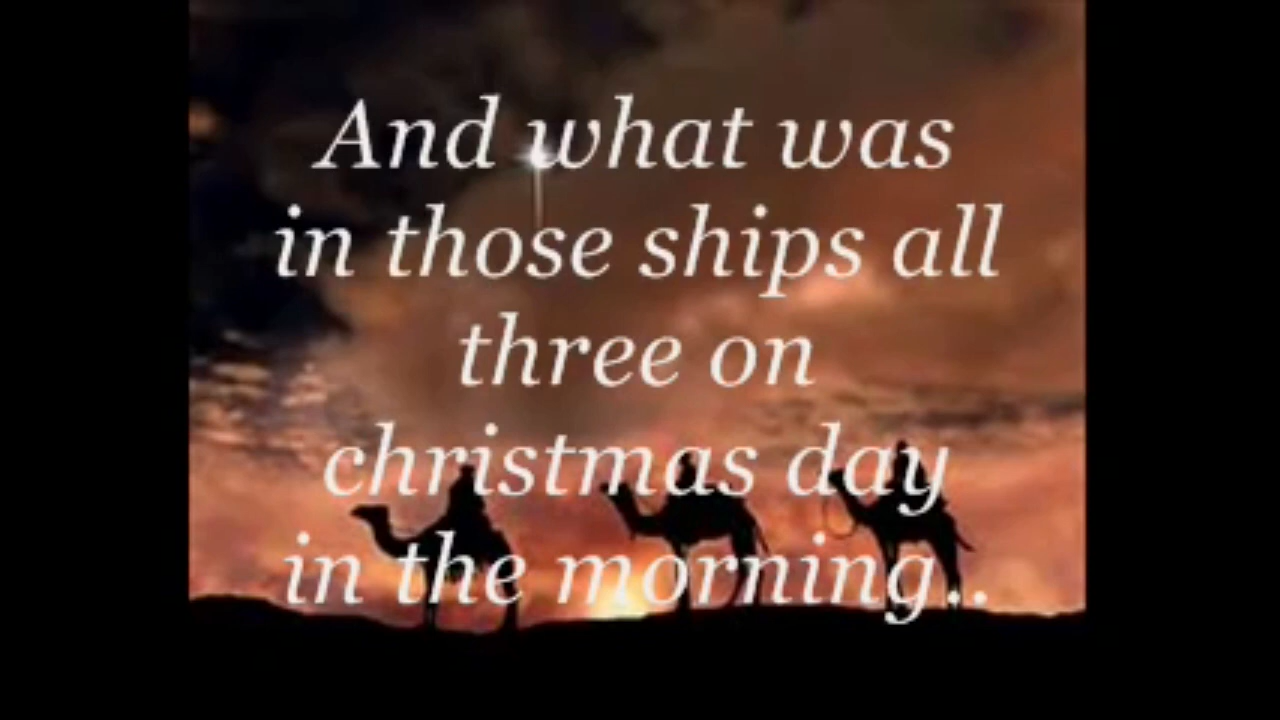 And what was
in those ships all
three on
christmas day
in the morning..